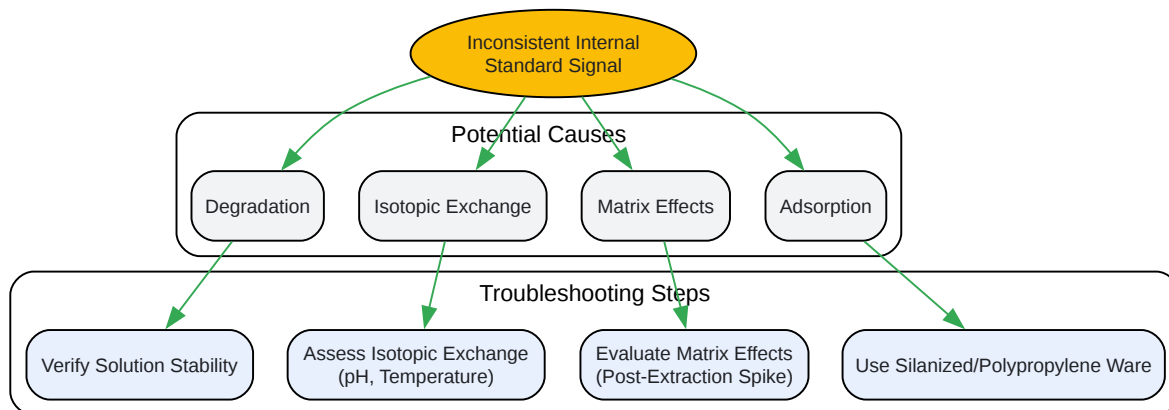 Inconsistent Internal
Standard Signal
Potential Causes
Degradation
Isotopic Exchange
Matrix Effects
Adsorption
Troubleshooting Steps
Verify Solution Stability
Assess Isotopic Exchange
(pH, Temperature)
Evaluate Matrix Effects
(Post-Extraction Spike)
Use Silanized/Polypropylene Ware